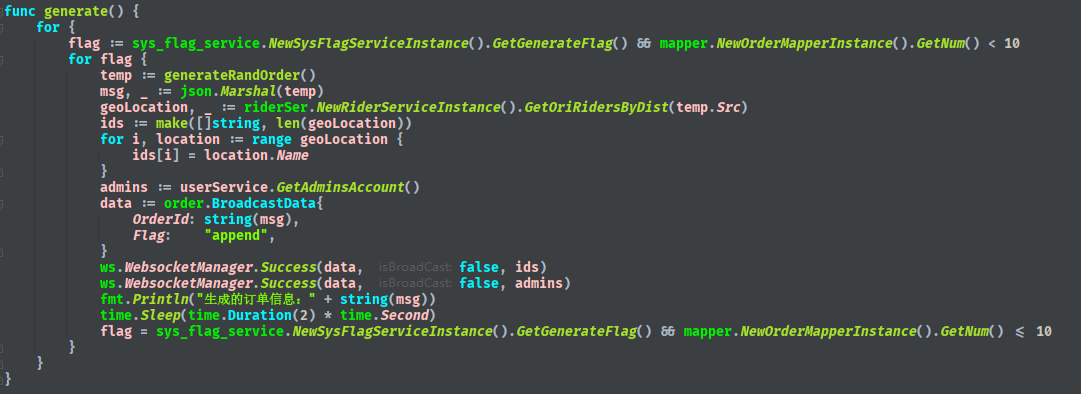 func generate() {
    for {
        flag := sys_flag_service.NewSysFlagServiceInstance().GetGenerateFlag() && mapper.NewOrderMapperInstance().GetNum() < 10
        for flag {
            temp := generateRandOrder()
            msg, _ := json.Marshal(temp)
            geoLocation, _ := riderSer.NewRiderServiceInstance().GetOriRidersByDist(temp.Src)
            ids := make([]string, len(geoLocation))
            for i, location := range geoLocation {
                ids[i] = location.Name
            }
            admins := userService.GetAdminsAccount()
            data := order.BroadcastData{
                OrderId: string(msg),
                Flag:    "append",
            }
            ws.WebsocketManager.Success(data, isBroadCast: false, ids)
            ws.WebsocketManager.Success(data, isBroadCast: false, admins)
            fmt.Println("生成的订单信息:" + string(msg))
            time.Sleep(time.Duration(2) * time.Second)
            flag = sys_flag_service.NewSysFlagServiceInstance().GetGenerateFlag() && mapper.NewOrderMapperInstance().GetNum() <= 10
        }
    }
}